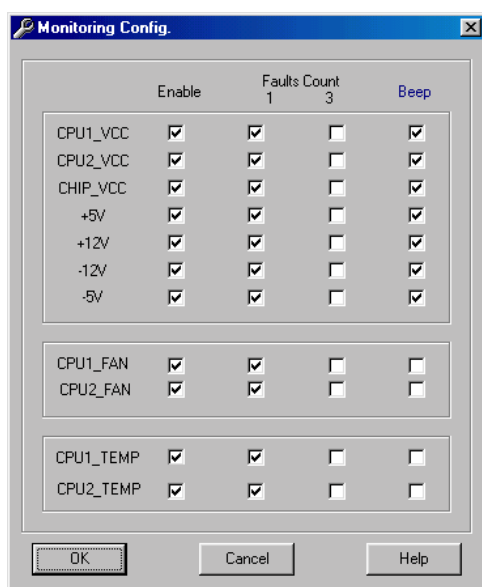 Monitoring Config.
Faults Count
Enable 1 3 Beep
CPU1_VCC
CPU2_VCC
CHIP_VCC
+5V
+12V
-12V
-5V
CPU1_FAN
CPU2_FAN
CPU1_TEMP
CPU2_TEMP
OK Cancel Help